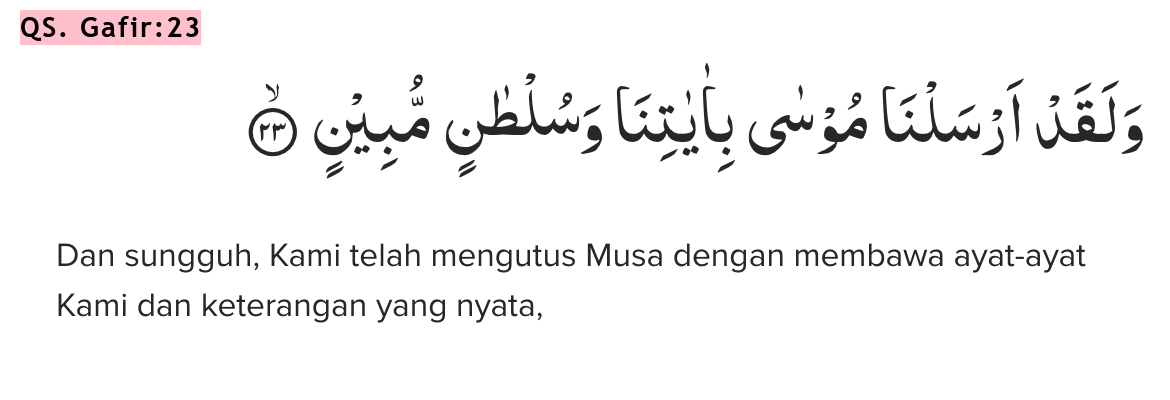 QS. Gafir:23
وَلَقَدْ اَرْسَلْنَا مُوْسٰى بِاٰيٰتِنَا وَسُلْطٰنٍ مُّبِيْنٍۙ ۝٢٣
Dan sungguh, Kami telah mengutus Musa dengan membawa ayat-ayat
Kami dan keterangan yang nyata,